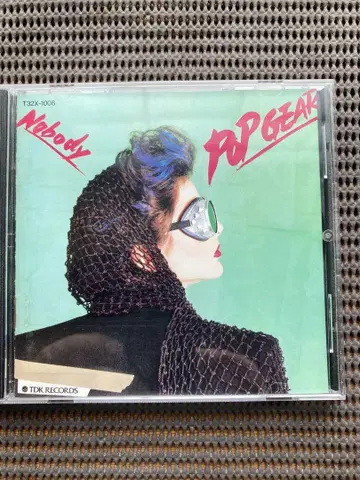 T32X-1008
Nobody
POP GEAR
TDK RECORDS